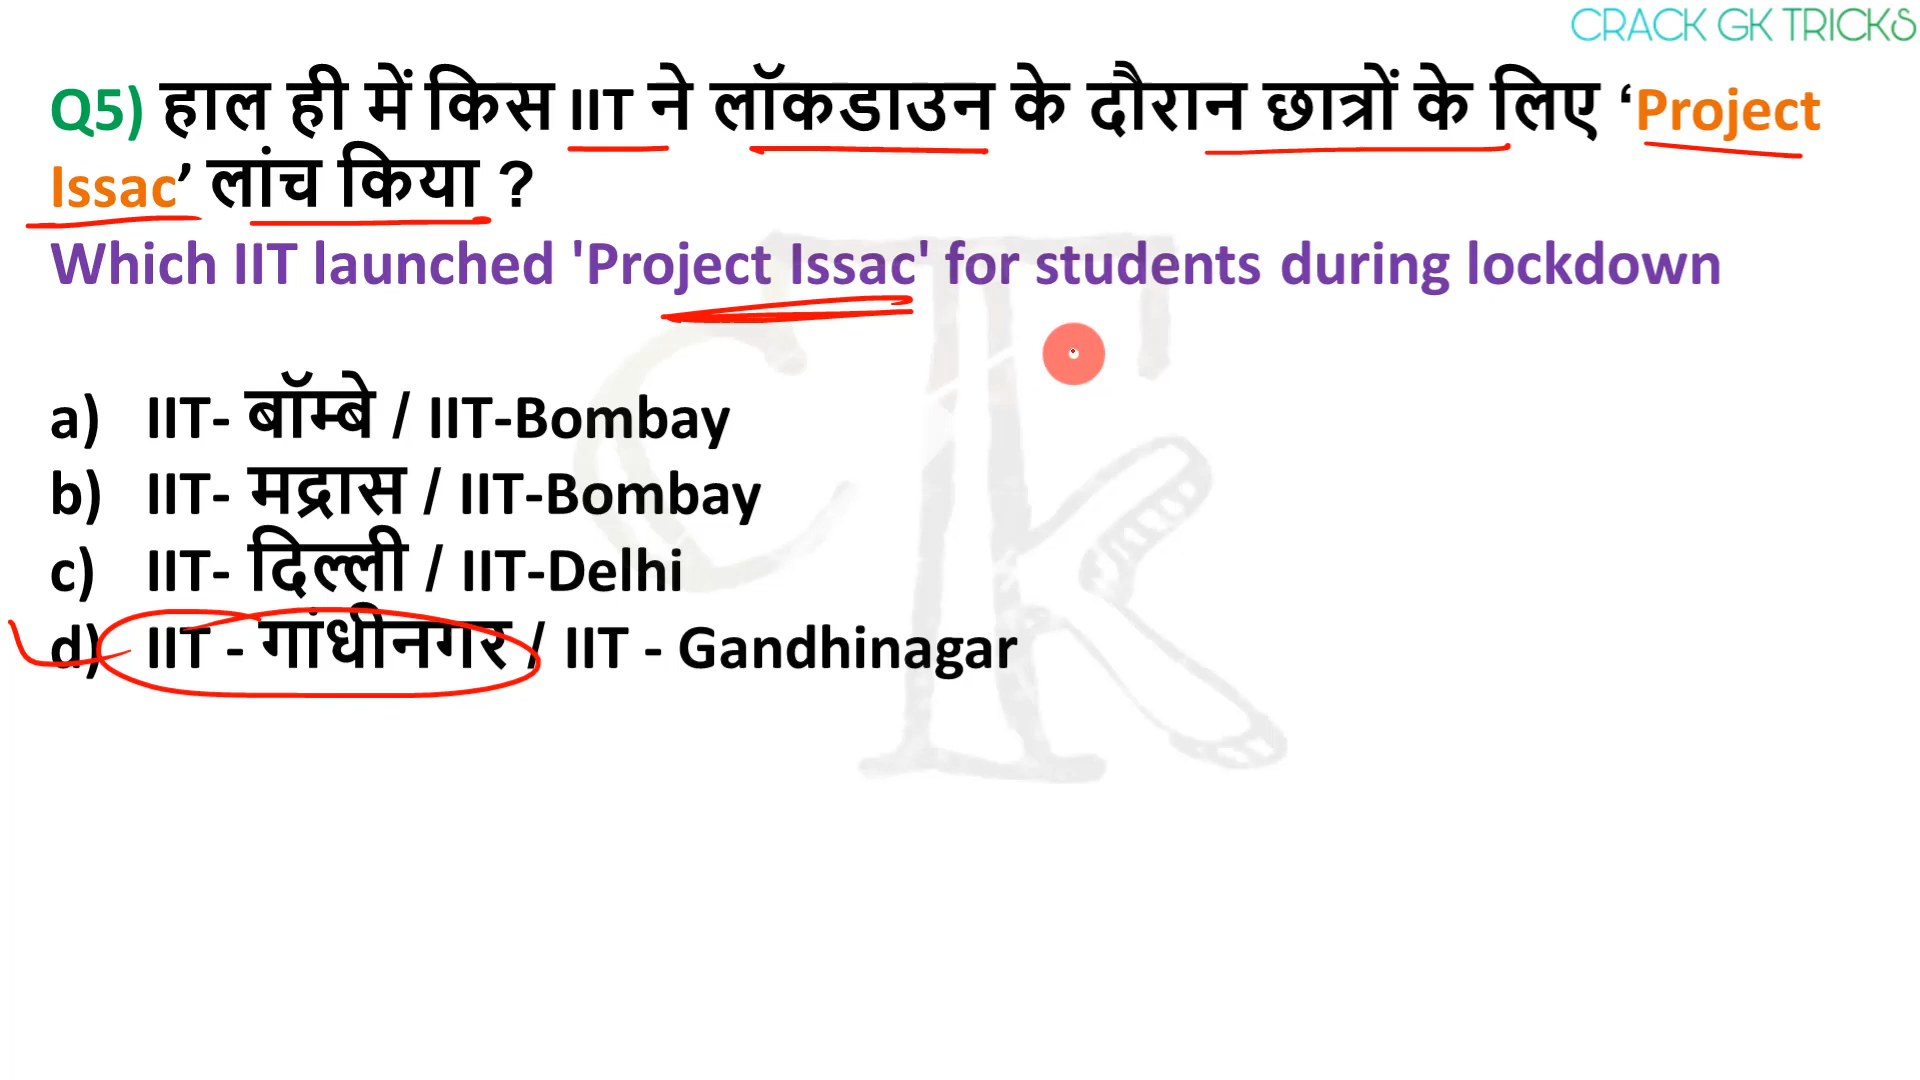 CRACK GK TRICKS
Q5) हाल ही में किस IIT ने लॉकडाउन के दौरान छात्रों के लिए ‘Project
Issac’ लांच किया ?
Which IIT launched 'Project Issac' for students during lockdown
a) IIT- बॉम्बे / IIT-Bombay
b) IIT- मद्रास / IIT-Bombay
c) IIT- दिल्ली / IIT-Delhi
d) IIT - गांधीनगर / IIT - Gandhinagar
CTk